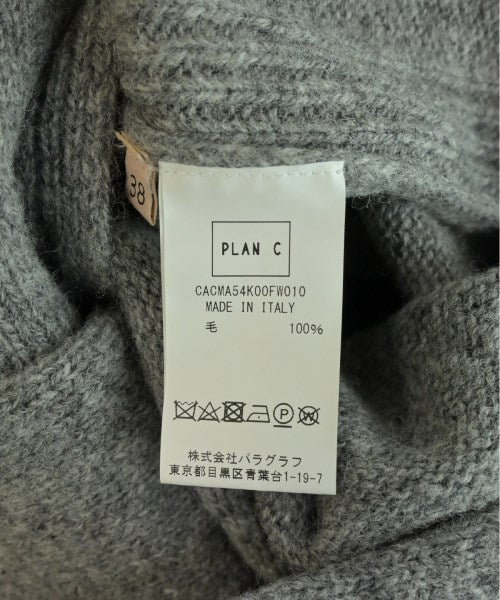 38
PLAN C
CACMA54K00FW010
MADE IN ITALY
毛 100%
株式会社パラグラフ
東京都目黒区青葉台1-19-7